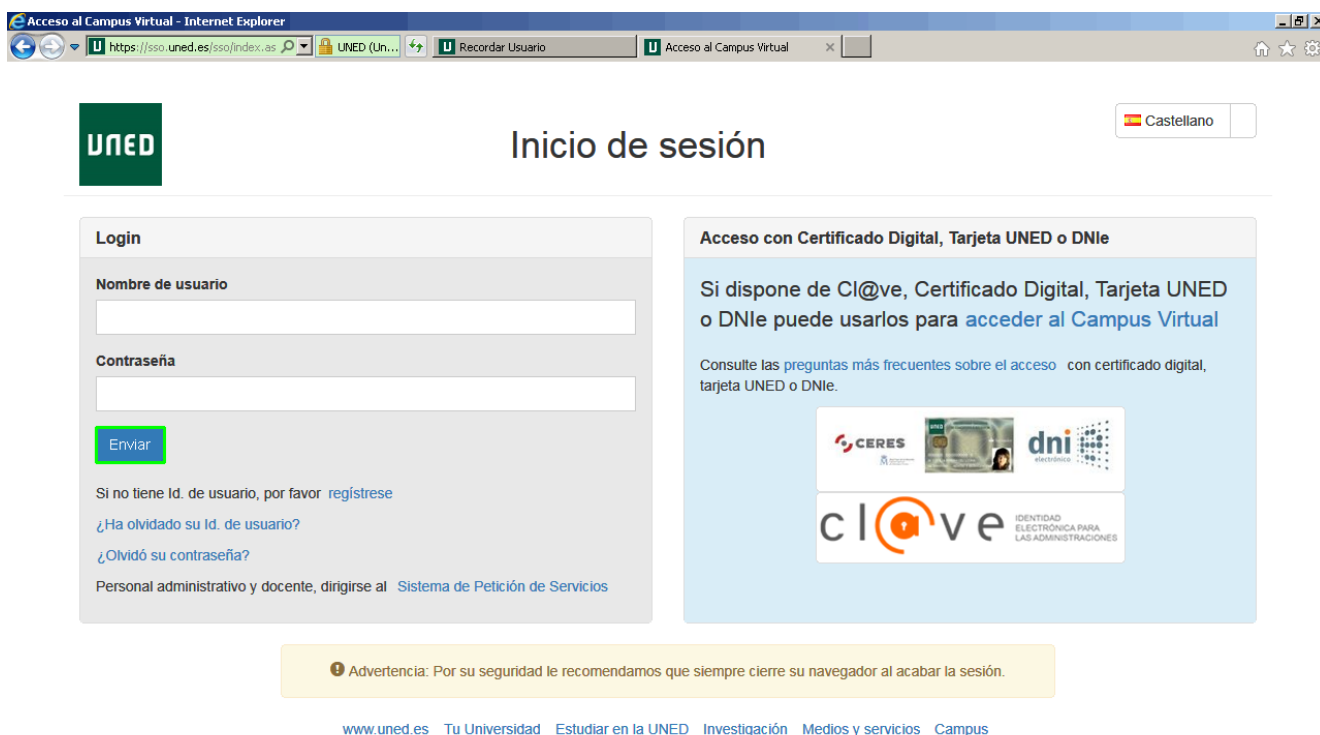 Acceso al Campus Virtual - Internet Explorer
https://sso.uned.es/sso/index.as UNED (Un... Recordar Usuario Acceso al Campus Virtual
UNED
Inicio de sesión
Castellano
Login
Nombre de usuario
Contraseña
Enviar
Si no tiene Id. de usuario, por favor regístrese
¿Ha olvidado su Id. de usuario?
¿Olvidó su contraseña?
Personal administrativo y docente, dirigirse al Sistema de Petición de Servicios
Acceso con Certificado Digital, Tarjeta UNED o DNIe
Si dispone de Cl@ve, Certificado Digital, Tarjeta UNED
o DNIe puede usarlos para acceder al Campus Virtual
Consulte las preguntas más frecuentes sobre el acceso con certificado digital,
tarjeta UNED o DNIe.
CERES
dni
electrónico
cl@ve
IDENTIDAD
ELECTRÓNICA PARA
LAS ADMINISTRACIONES
Advertencia: Por su seguridad le recomendamos que siempre cierre su navegador al acabar la sesión.
www.uned.es Tu Universidad Estudiar en la UNED Investigación Medios y servicios Campus